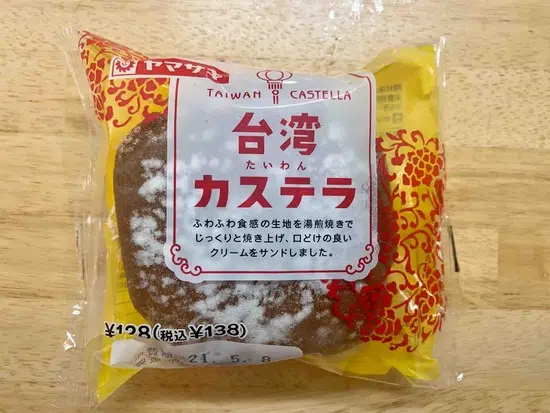 ヤマザキ
TAIWAN CASTELLA
台湾
たいわん
カステラ
ふわふわ食感の生地を湯煎焼きで
じっくりと焼き上げ、口どけの良い
クリームをサンドしました。
¥128(税込¥138)
21. 5. 8